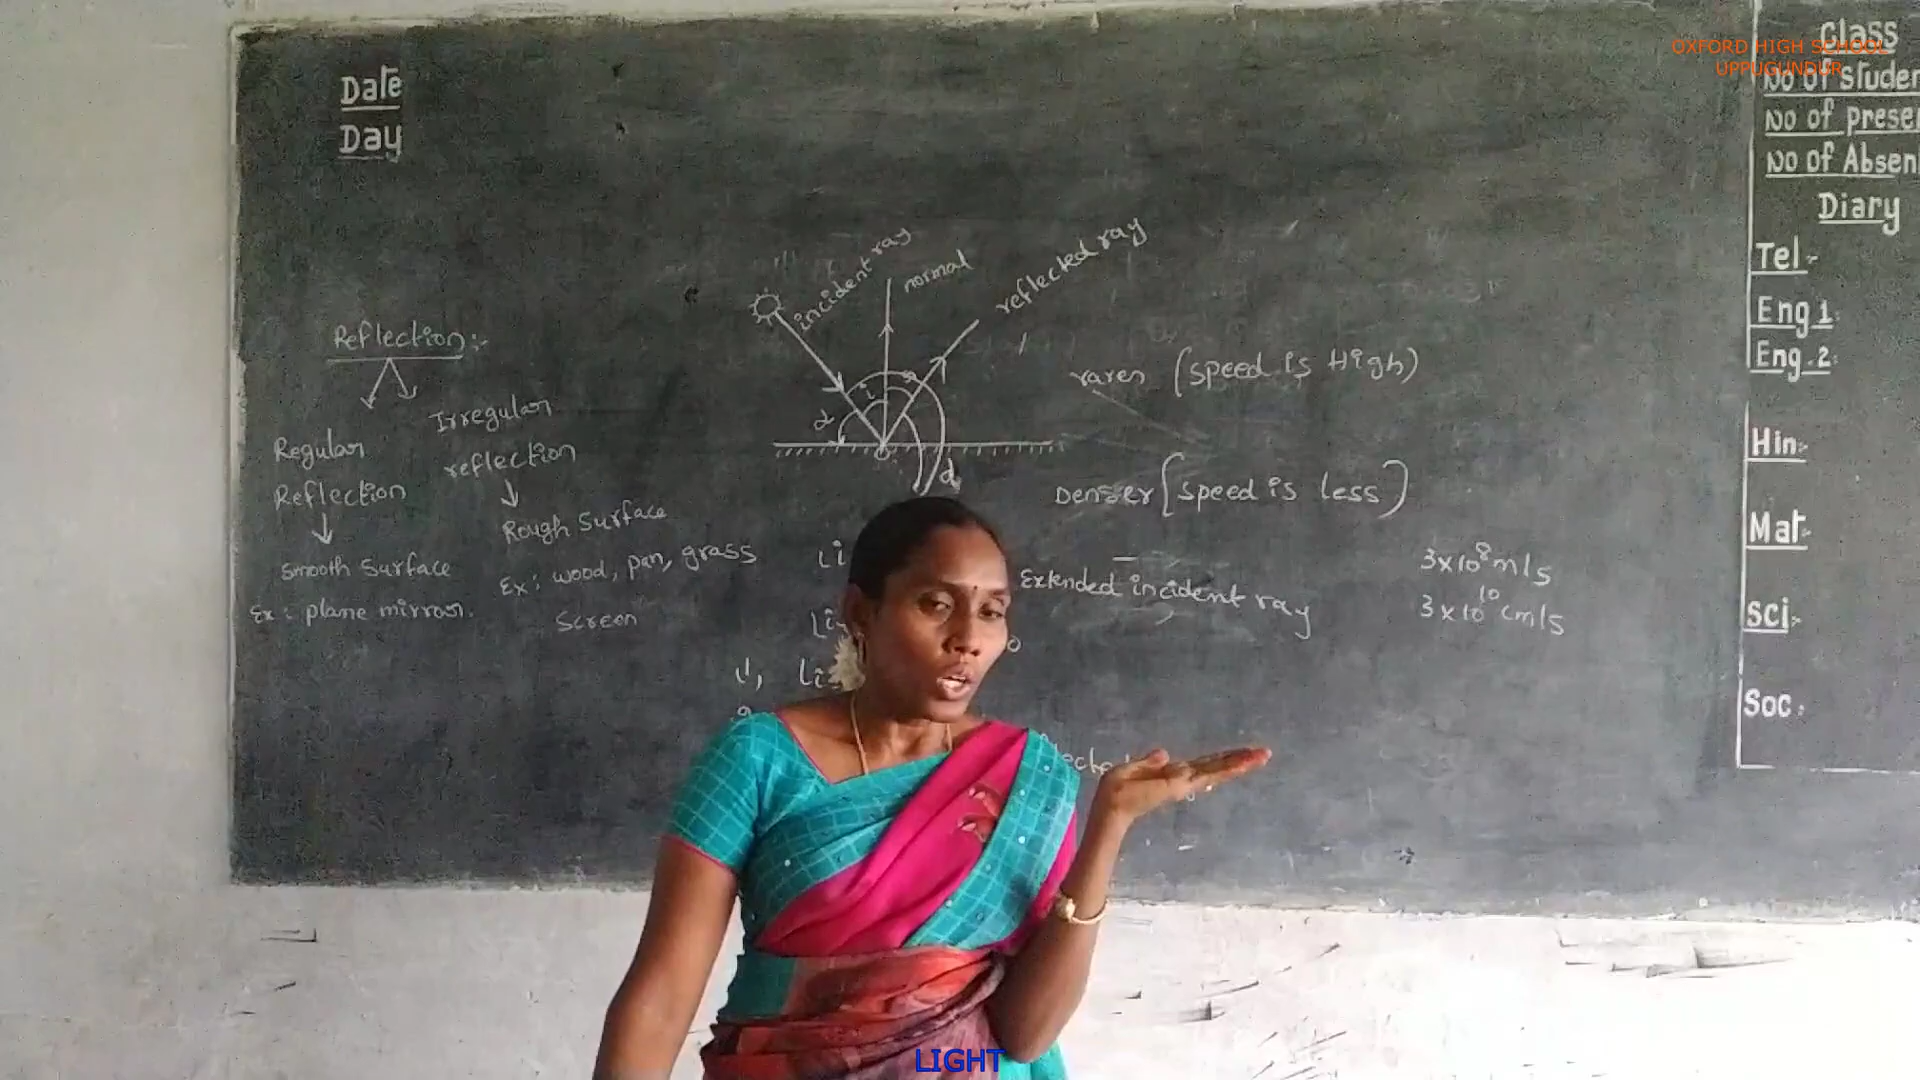 OXFORD HIGH SCHOOL
UPPUGUNDUR
Date
Day
Class
No of studen
No of presen
No of Absen
Diary
Tel:-
Eng 1:
Eng.2:
Hin:-
Mat:-
Sci:-
Soc:
Reflection:-
Regular
Reflection
Smooth Surface
Ex: plane mirror.
Irregular
reflection
Rough Surface
Ex: wood, pan, grass
Screen
incident ray
normal
reflected ray
i
d
rarer (speed is High)
Denser (speed is less)
Extended incident ray
3x10⁸ m/s
3x10¹⁰ cm/s
LIGHT